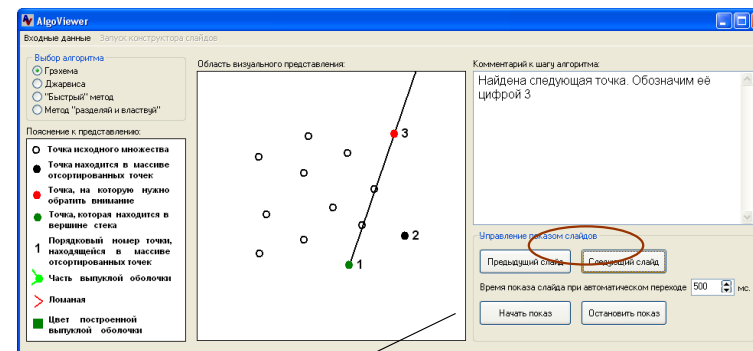 AlgoViewer
Входные данные Запуск конструктора слайдов
Выбор алгоритма
Грэхема
Джарвиса
"Быстрый" метод
Метод "разделяй и властвуй"
Пояснение к представлению:
Точка исходного множества
Точка находится в массиве
отсортированных точек
Точка, на которую нужно
обратить внимание
Точка, которая находится в
вершине стека
1 Порядковый номер точки,
находящейся в массиве
отсортированных точек
Часть выпуклой оболочки
Ломаная
Цвет построенной
выпуклой оболочки
Область визуального представления:
3
2
1
Комментарий к шагу алгоритма:
Найдена следующая точка. Обозначим её
цифрой 3
Управление показом слайдов
Предыдущий слайд Следующий слайд
Время показа слайда при автоматическом переходе 500 мс.
Начать показ Остановить показ